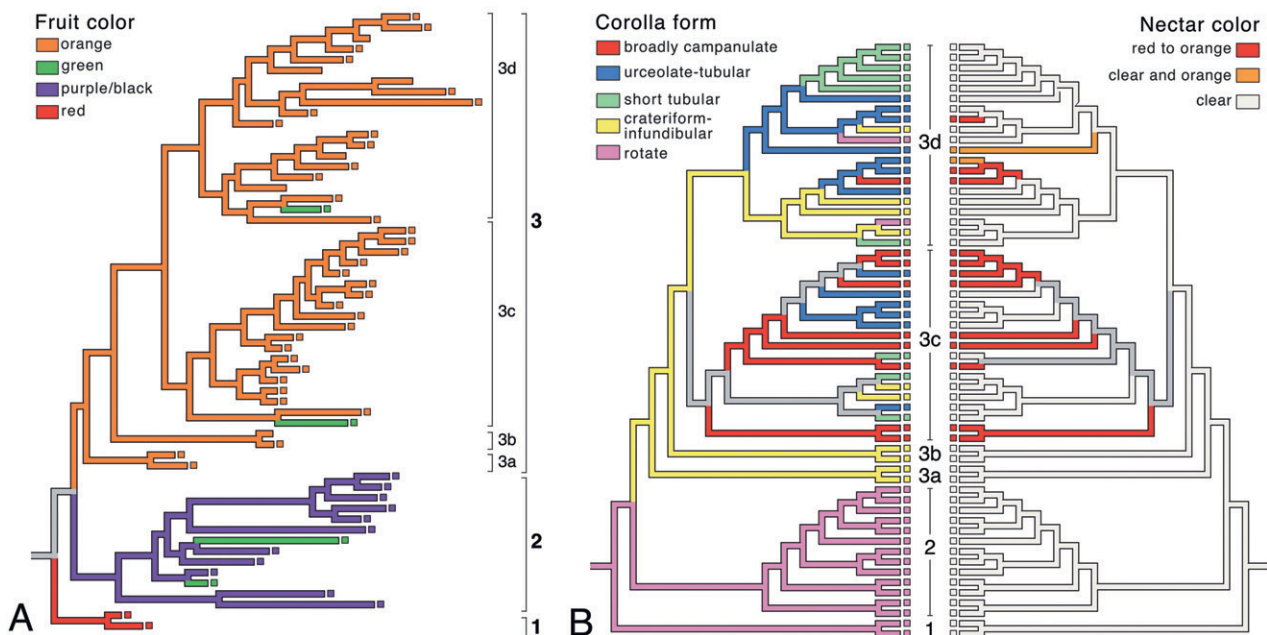 Fruit color
orange
green
purple/black
red
3d
3
3c
3b
3a
2
1
A
Corolla form
broadly campanulate
urceolate-tubular
short tubular
crateriform-
infundibular
rotate
Nectar color
red to orange
clear and orange
clear
3d
3c
3b
3a
2
1
B